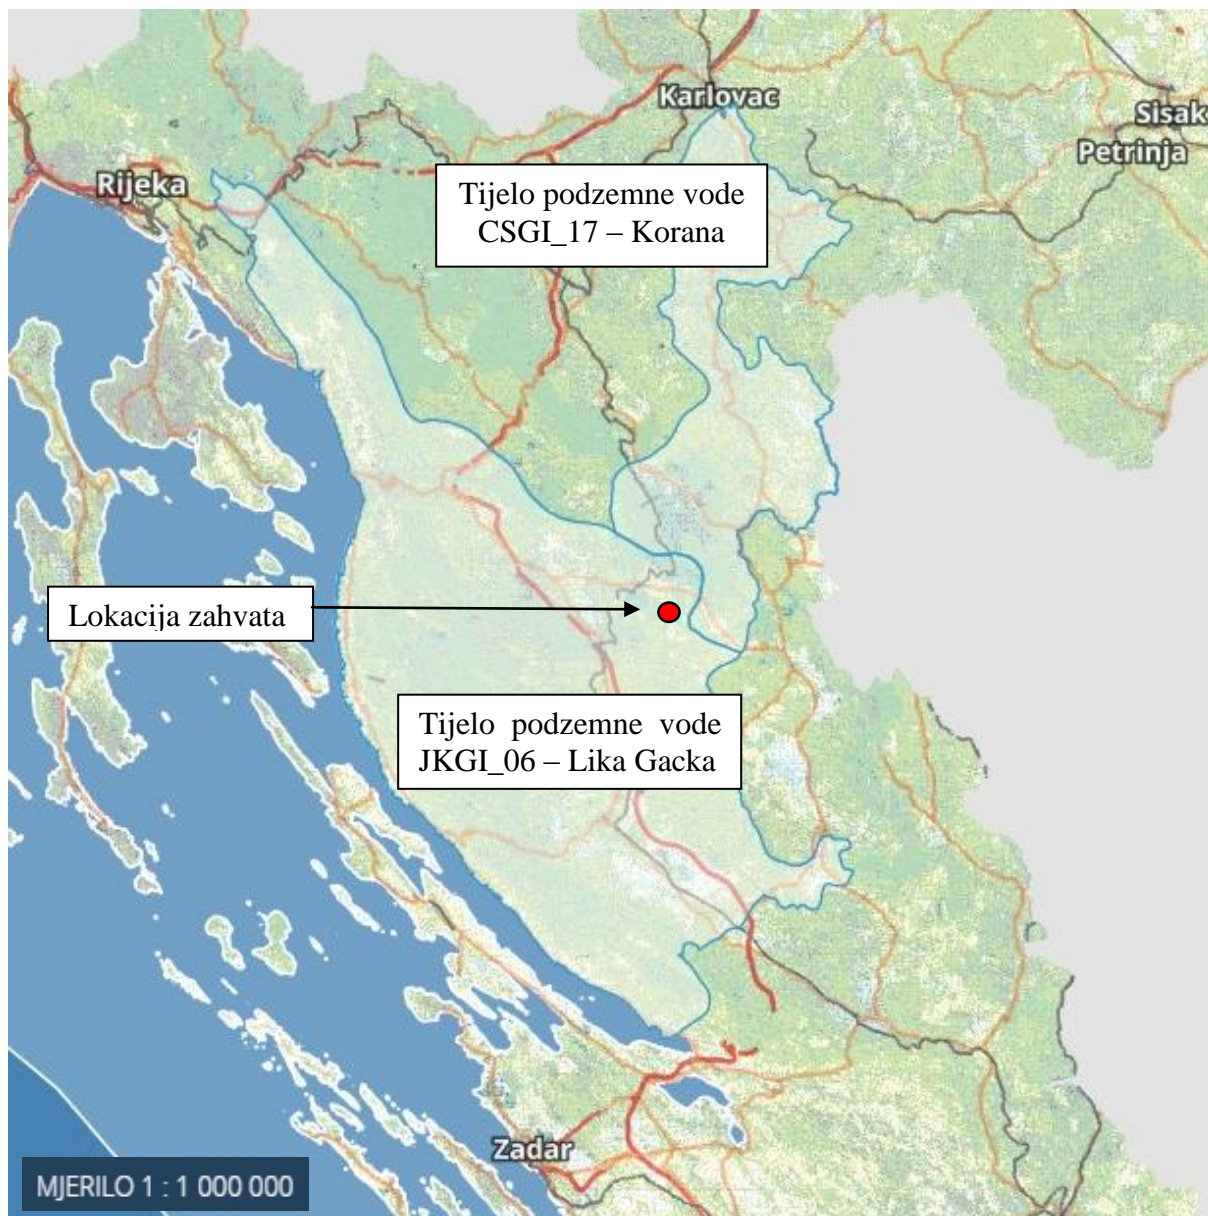 Karlovac
Sisak
Petrinja
Rijeka
Tijelo podzemne vode
CSGI_17 – Korana
Lokacija zahvata
Tijelo podzemne vode
JKGI_06 – Lika Gacka
Zadar
MJERILO 1 : 1 000 000